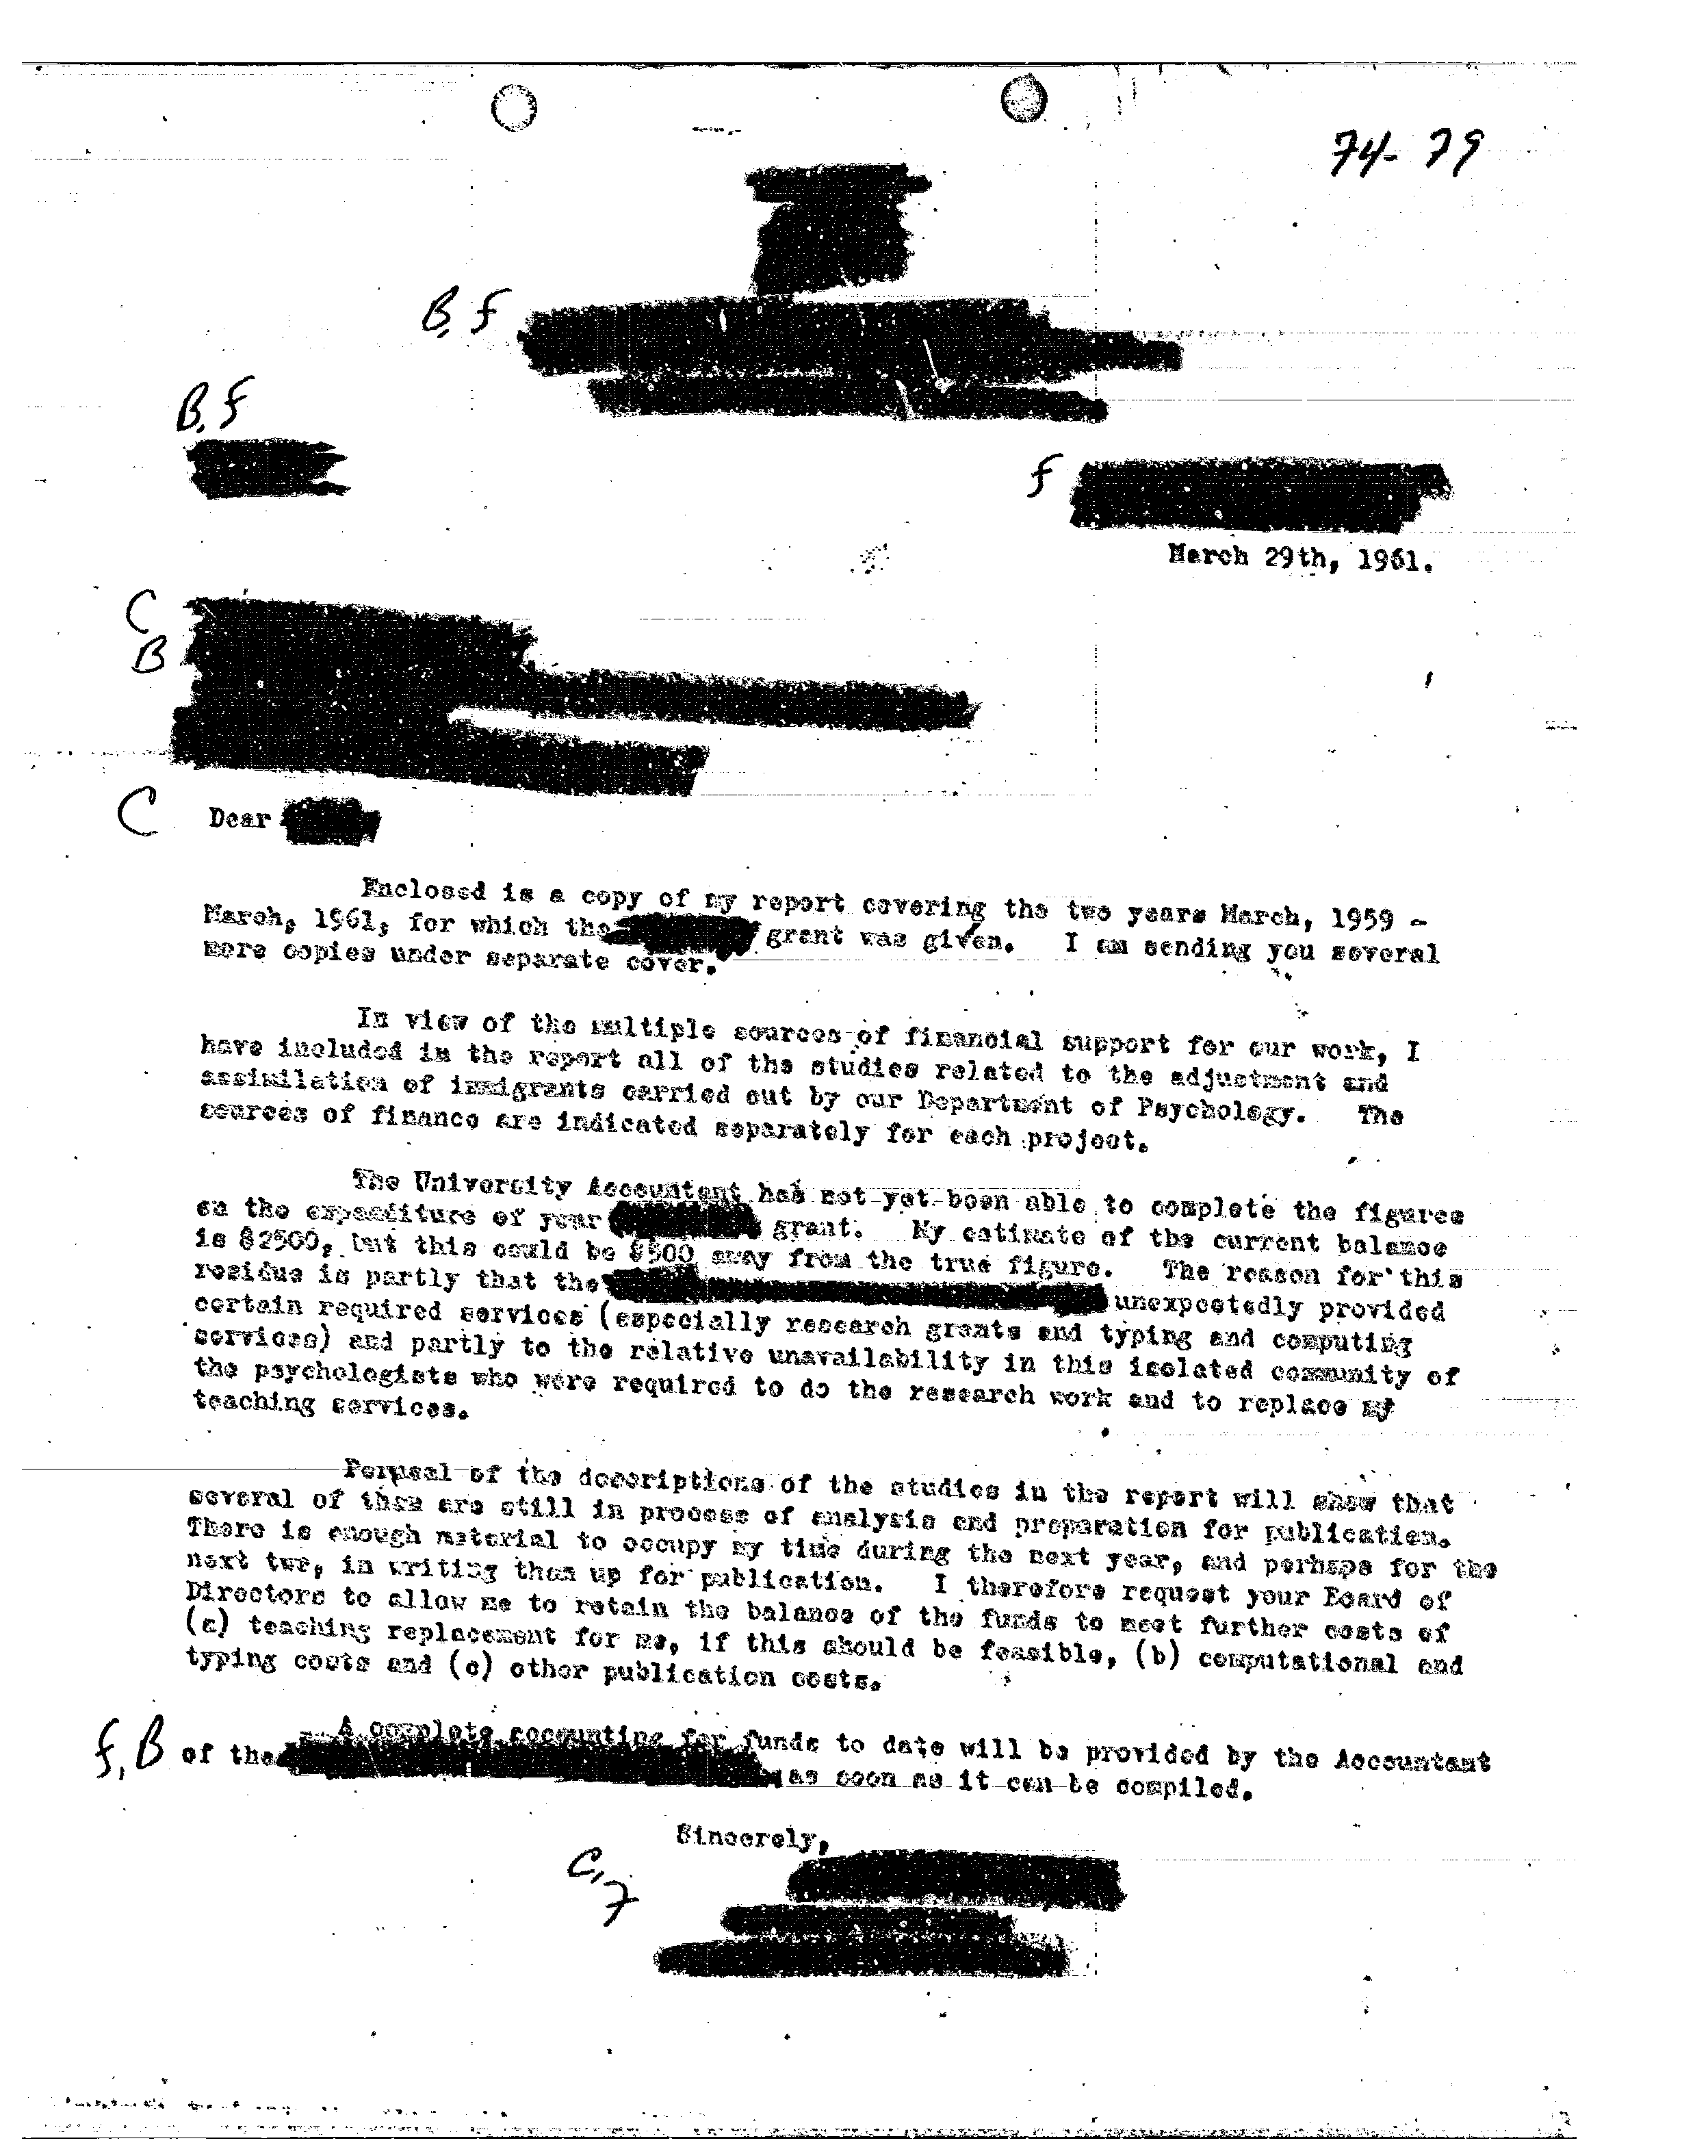 74-79
B, f
B, f
f
March 29th, 1961.
C
B
C Dear
Enclosed is a copy of my report covering the two years March, 1959 -
March, 1961, for which the grant was given. I am sending you several
more copies under separate cover.
In view of the multiple sources of financial support for our work, I
have included in the report all of the studies related to the adjustment and
assimilation of immigrants carried out by our Department of Psychology. The
sources of finance are indicated separately for each project.
The University Accountant has not yet been able to complete the figures
on the expenditure of your grant. My estimate of the current balance
is $2500, but this could be $500 away from the true figure. The reason for this
residue is partly that the unexpectedly provided
certain required services (especially research grants and typing and computing
services) and partly to the relative unavailability in this isolated community of
the psychologists who were required to do the research work and to replace my
teaching services.
Perusal of the descriptions of the studies in the report will show that
several of them are still in process of analysis and preparation for publication.
There is enough material to occupy my time during the next year, and perhaps for the
next two, in writing them up for publication. I therefore request your Board of
Directors to allow me to retain the balance of the funds to meet further costs of
(a) teaching replacement for me, if this should be feasible, (b) computational and
typing costs and (c) other publication costs.
A complete accounting for funds to date will be provided by the Accountant
f, B of the as soon as it can be compiled.
Sincerely,
C, f